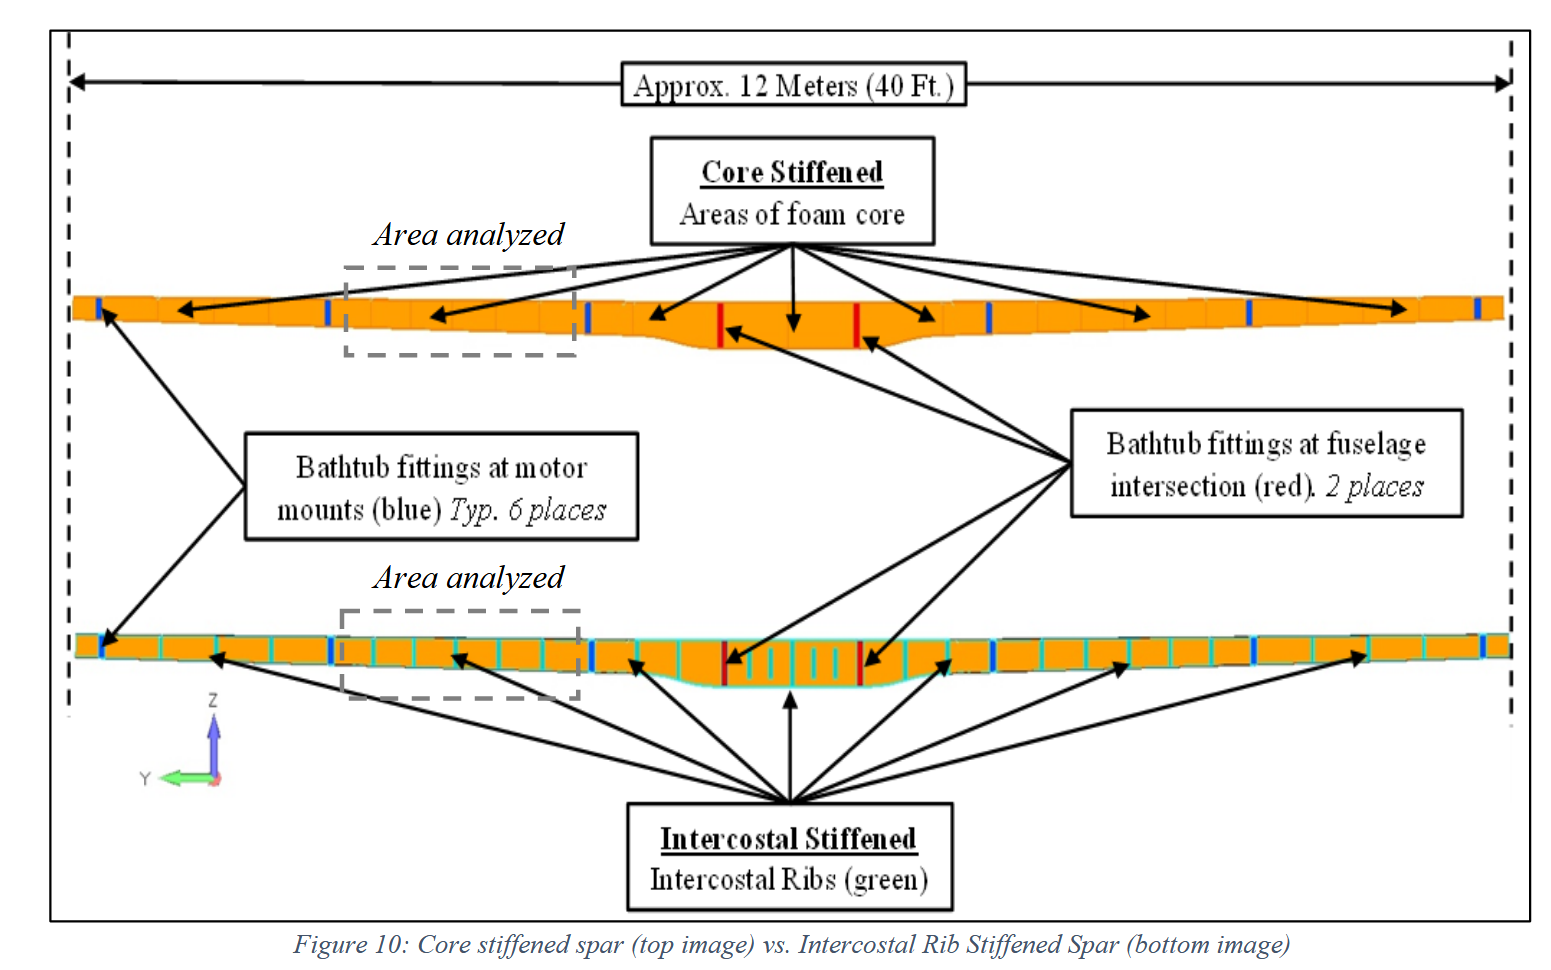 Approx. 12 Meters (40 Ft.)
Core Stiffened
Areas of foam core
Area analyzed
Bathtub fittings at motor
mounts (blue) Typ. 6 places
Bathtub fittings at fuselage
intersection (red). 2 places
Area analyzed
Z
Y
Intercostal Stiffened
Intercostal Ribs (green)
Figure 10: Core stiffened spar (top image) vs. Intercostal Rib Stiffened Spar (bottom image)